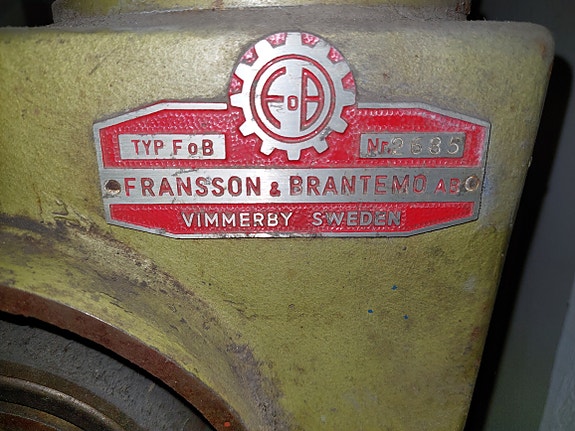 FoB
TYP FoB Nr. 2685
FRANSSON & BRANTEMO AB
VIMMERBY SWEDEN